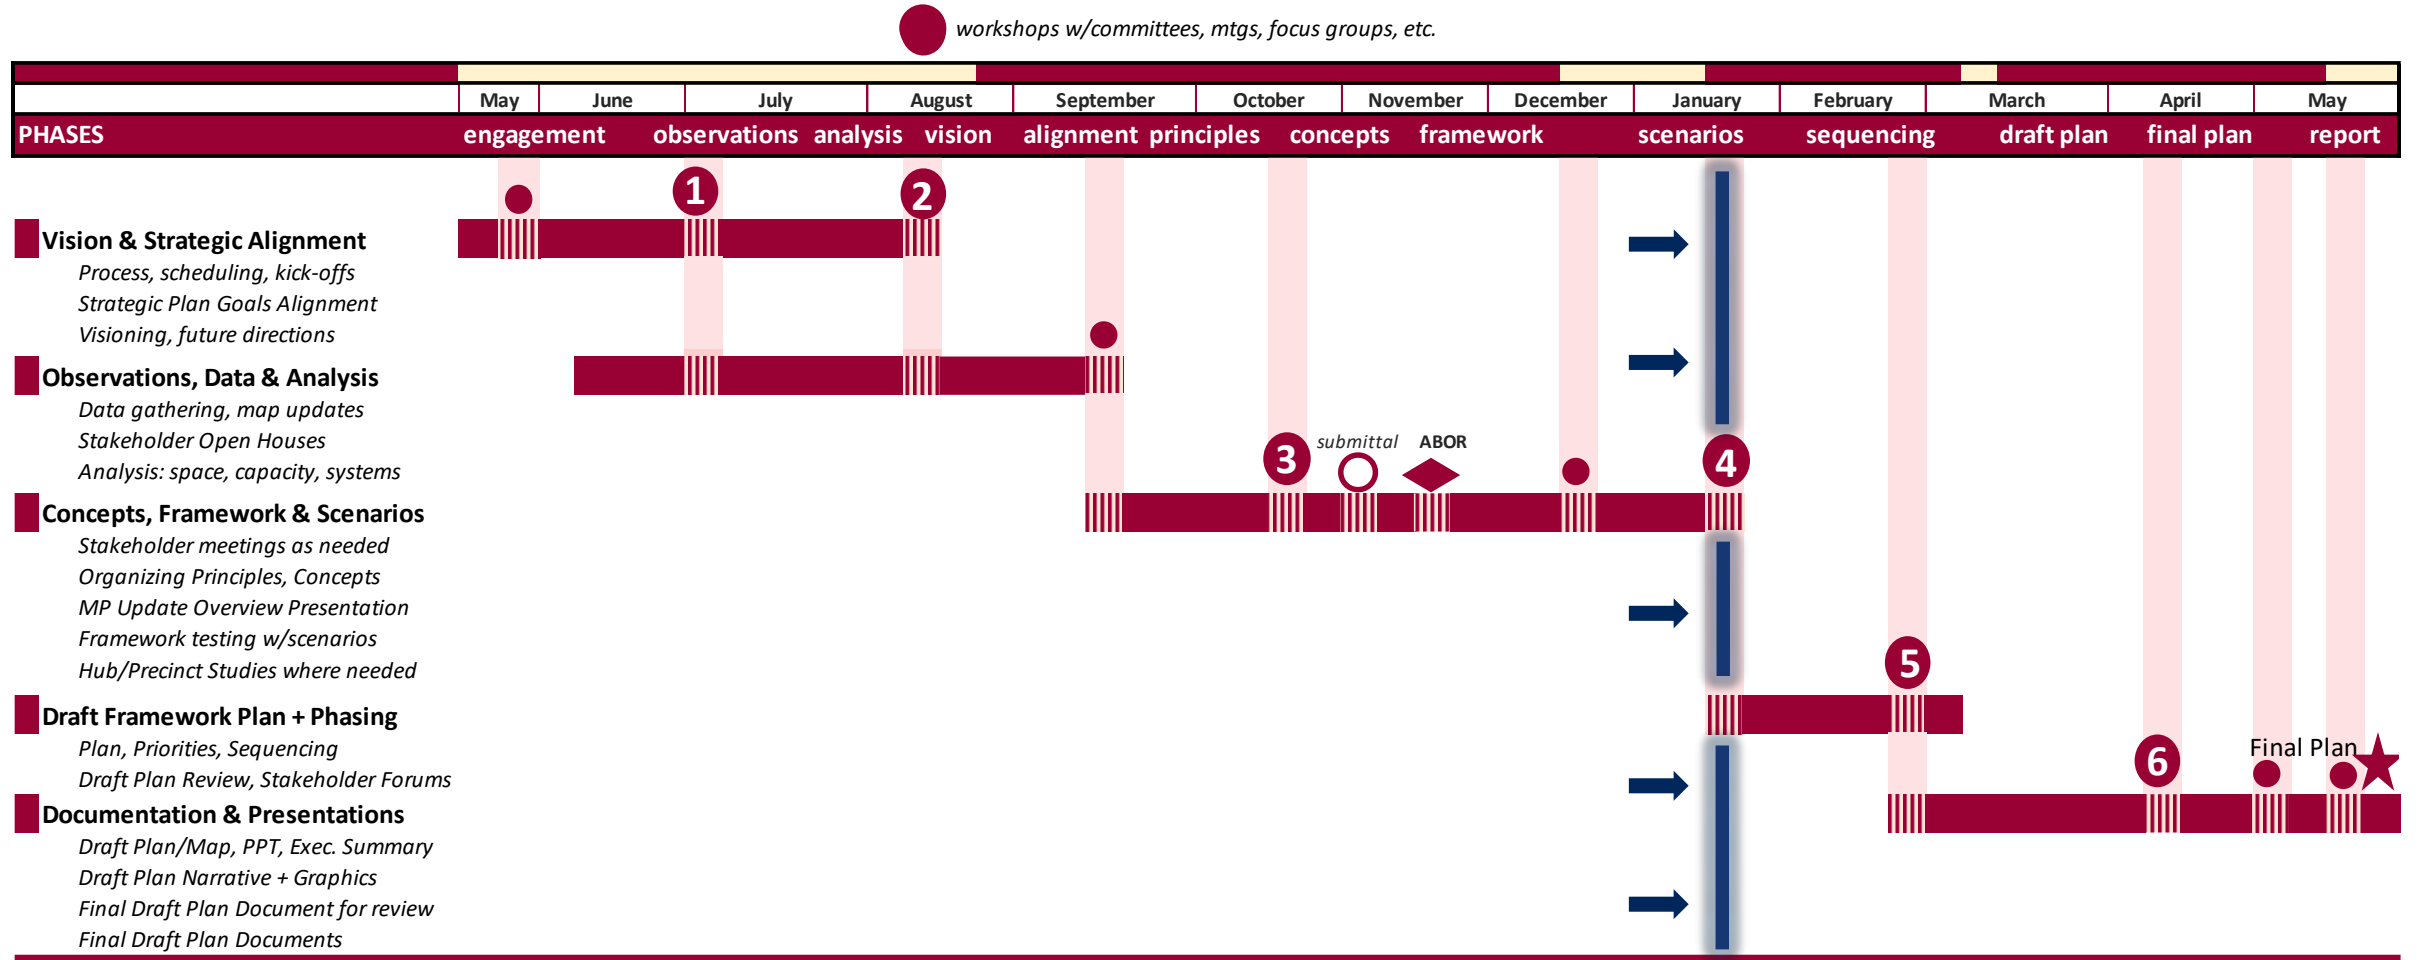 workshops w/committees, mtgs, focus groups, etc.
May June July August September October November December January February March April May
PHASES engagement observations analysis vision alignment principles concepts framework scenarios sequencing draft plan final plan report
1 2
Vision & Strategic Alignment
Process, scheduling, kick-offs
Strategic Plan Goals Alignment
Visioning, future directions
Observations, Data & Analysis
Data gathering, map updates
Stakeholder Open Houses
Analysis: space, capacity, systems
3 submittal ABOR 4
Concepts, Framework & Scenarios
Stakeholder meetings as needed
Organizing Principles, Concepts
MP Update Overview Presentation
Framework testing w/scenarios
Hub/Precinct Studies where needed
5
Draft Framework Plan + Phasing
Plan, Priorities, Sequencing
Draft Plan Review, Stakeholder Forums
6 Final Plan
Documentation & Presentations
Draft Plan/Map, PPT, Exec. Summary
Draft Plan Narrative + Graphics
Final Draft Plan Document for review
Final Draft Plan Documents